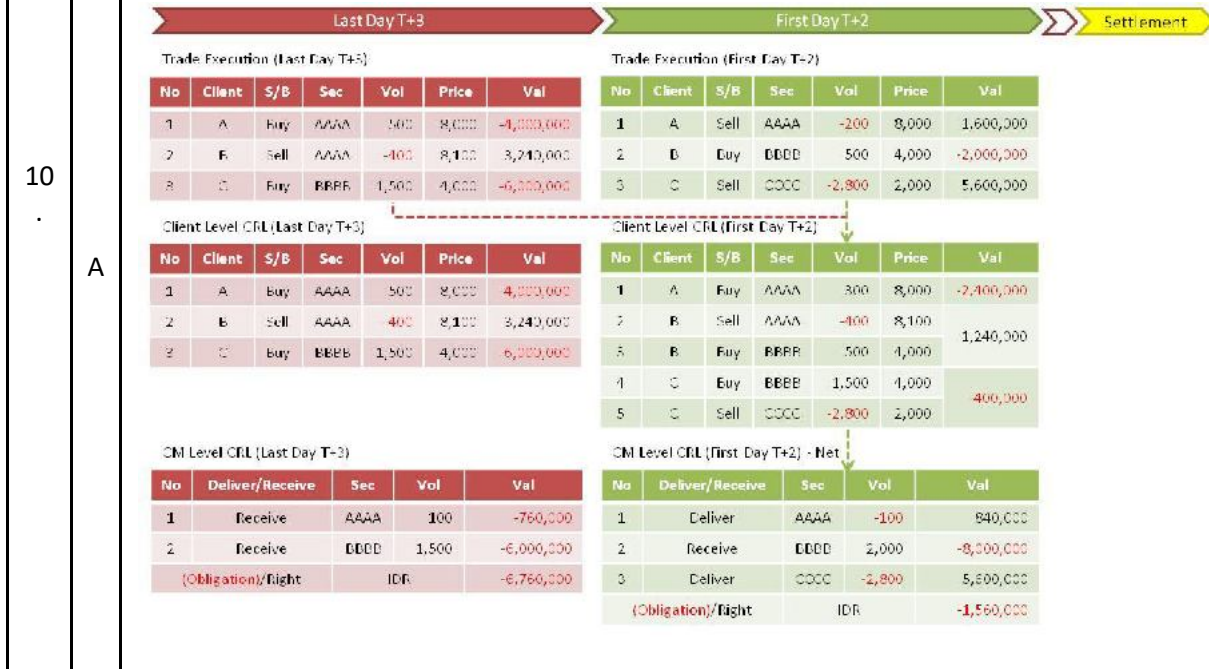 Last Day T+3 First Day T+2 Settlement
Trade Execution (Last Day T+3) Trade Execution (First Day T+2)
No Client S/B Sec Vol Price Val No Client S/B Sec Vol Price Val
1 A Buy AAAA 500 8,000 -4,000,000 1 A Sell AAAA -200 8,000 1,600,000
2 B Sell AAAA -400 8,100 3,240,000 2 B Buy BBBB 500 4,000 -2,000,000
3 C Buy BBBB 1,500 4,000 -6,000,000 3 C Sell CCCC -2,800 2,000 5,600,000
10
.
Client Level CRL (Last Day T+3) Client Level CRL (First Day T+2)
A
No Client S/B Sec Vol Price Val No Client S/B Sec Vol Price Val
1 A Buy AAAA 500 8,000 -4,000,000 1 A Buy AAAA 300 8,000 -2,400,000
2 B Sell AAAA -400 8,100 3,240,000 2 B Sell AAAA -400 8,100
1,240,000
3 C Buy BBBB 1,500 4,000 -6,000,000 3 B Buy BBBB 500 4,000
4 C Buy BBBB 1,500 4,000
-400,000
5 C Sell CCCC -2,800 2,000
CM Level CRL (Last Day T+3) CM Level CRL (First Day T+2) - Net
No Deliver/Receive Sec Vol Val No Deliver/Receive Sec Vol Val
1 Receive AAAA 100 -760,000 1 Deliver AAAA -100 840,000
2 Receive BBBB 1,500 -6,000,000 2 Receive BBBB 2,000 -8,000,000
(Obligation)/Right IDR -6,760,000 3 Deliver CCCC -2,800 5,600,000
(Obligation)/Right IDR -1,560,000